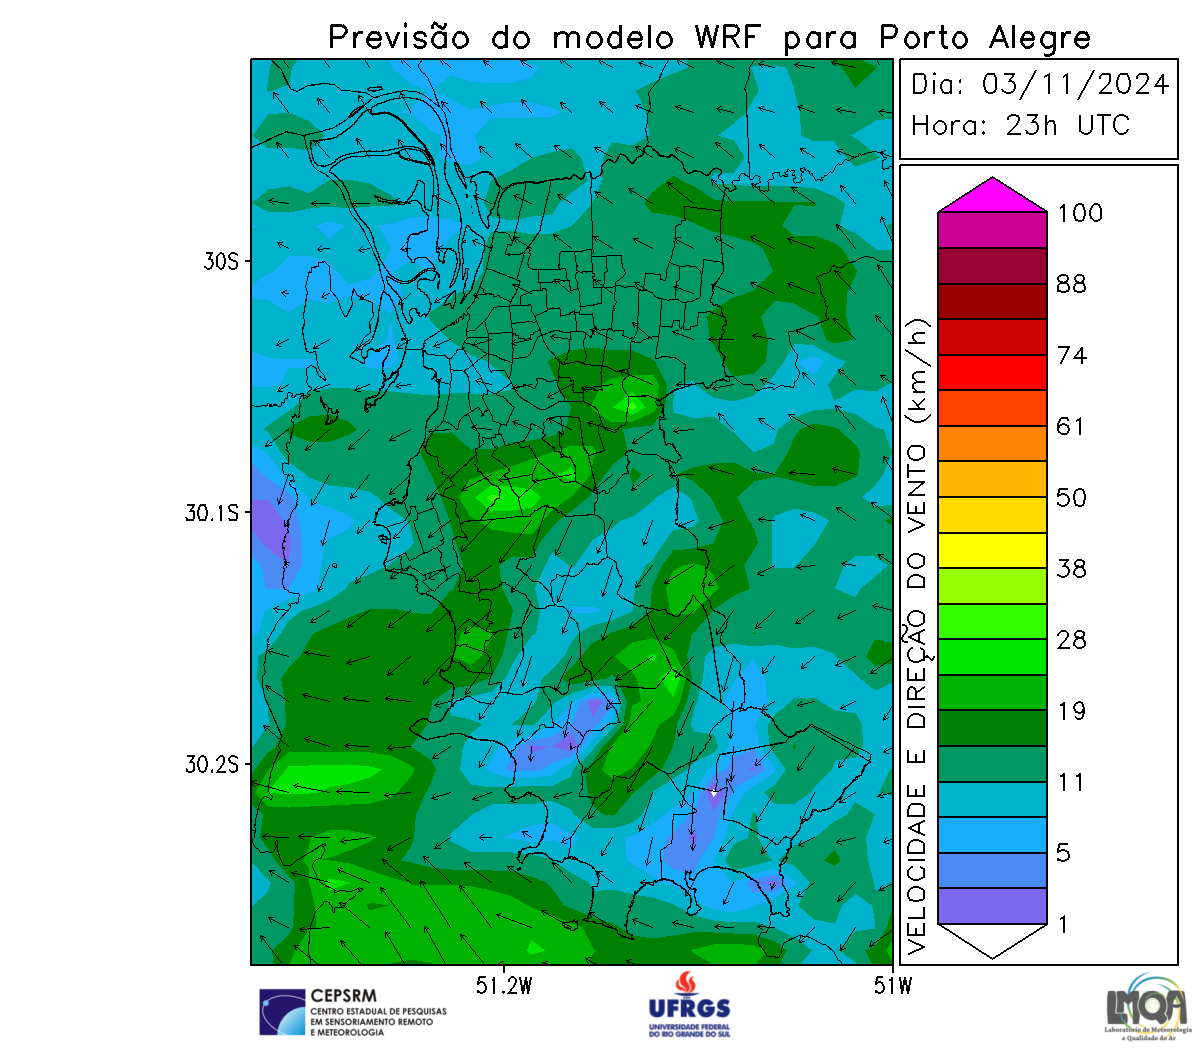 Previsão do modelo WRF para Porto Alegre
Dia: 03/11/2024
Hora: 23h UTC
30S
30.1S
30.2S
51.2W
51W
VELOCIDADE E DIREÇÃO DO VENTO (km/h)
100
88
74
61
50
38
28
19
11
5
1
CEPSRM
CENTRO ESTADUAL DE PESQUISAS
EM SENSORIAMENTO REMOTO
E METEOROLOGIA
UFRGS
UNIVERSIDADE FEDERAL
DO RIO GRANDE DO SUL
LMQA
Laboratório de Meteorologia
e Qualidade do Ar